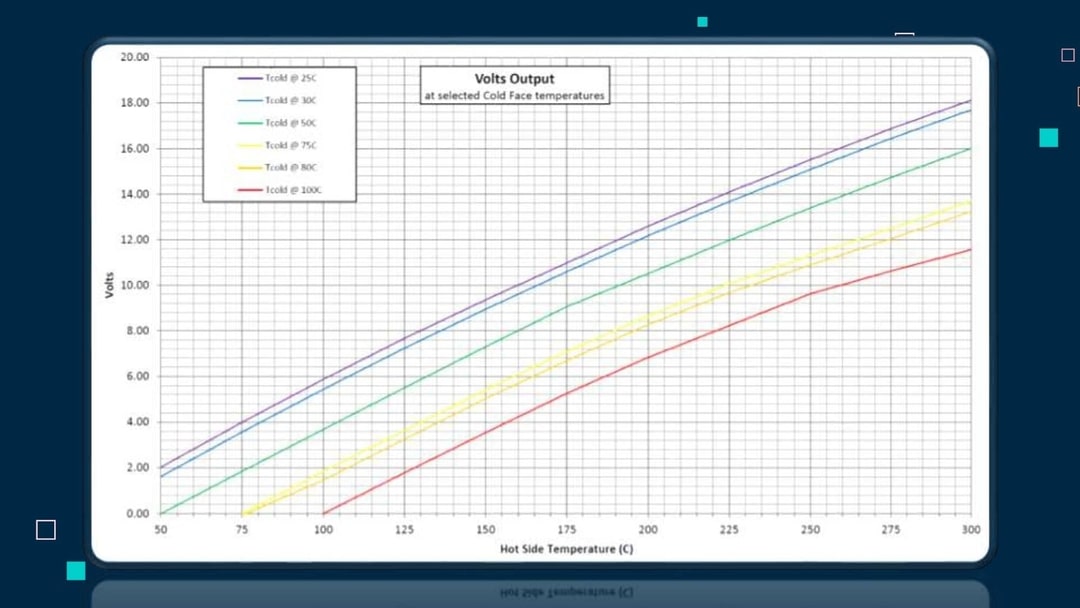 Volts Output
at selected Cold Face temperatures
Tcold @ 25C
Tcold @ 30C
Tcold @ 50C
Tcold @ 75C
Tcold @ 80C
Tcold @ 100C
20.00
18.00
16.00
14.00
12.00
10.00
8.00
6.00
4.00
2.00
0.00
Volts
50 75 100 125 150 175 200 225 250 275 300
Hot Side Temperature (C)